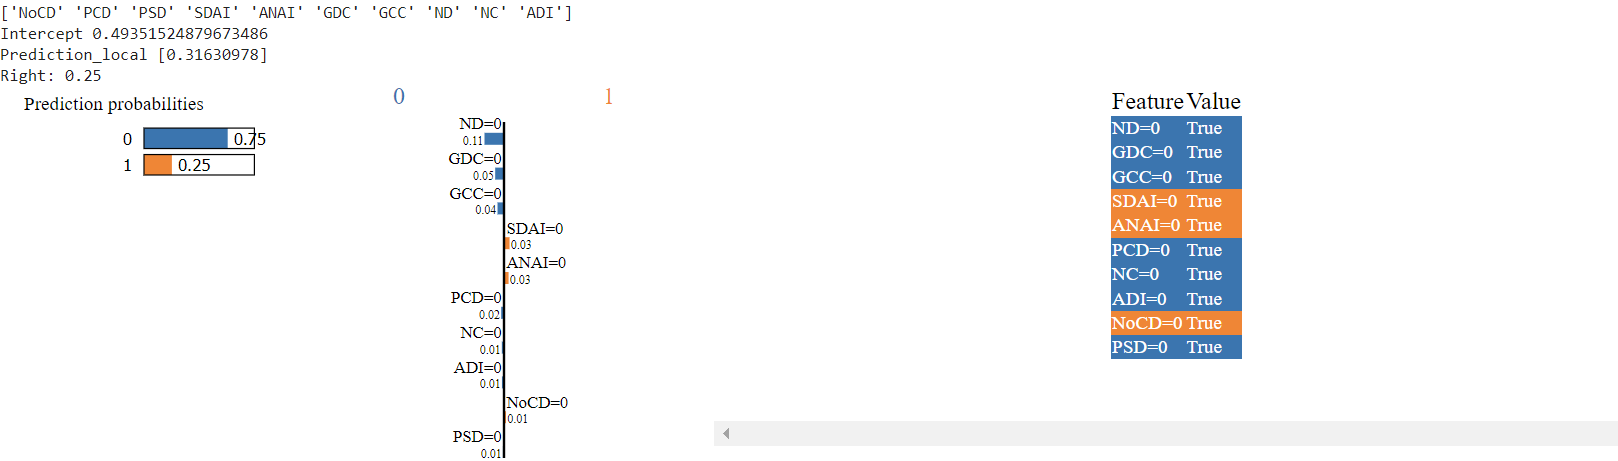 ['NoCD' 'PCD' 'PSD' 'SDAI' 'ANAI' 'GDC' 'GCC' 'ND' 'NC' 'ADI']
Intercept 0.49351524879673486
Prediction_local [0.31630978]
Right: 0.25
Prediction probabilities
0 0.75
1 0.25
0 1
ND=0
0.11
GDC=0
0.05
GCC=0
0.04
SDAI=0
0.03
ANAI=0
0.03
PCD=0
0.02
NC=0
0.01
ADI=0
0.01
NoCD=0
0.01
PSD=0
0.01
Feature Value
ND=0 True
GDC=0 True
GCC=0 True
SDAI=0 True
ANAI=0 True
PCD=0 True
NC=0 True
ADI=0 True
NoCD=0 True
PSD=0 True